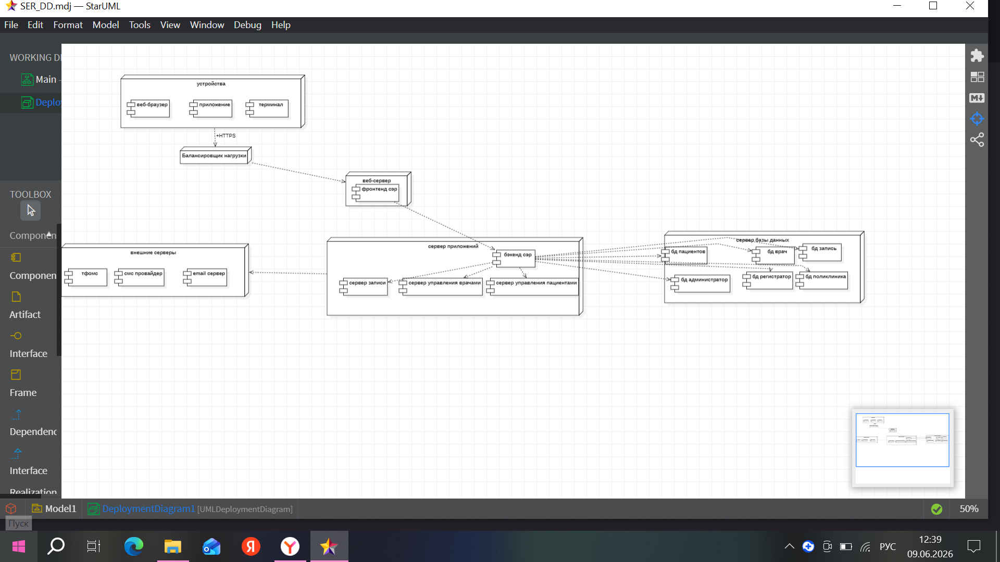 SER_DD.mdj — StarUML
File Edit Format Model Tools View Window Debug Help
WORKING DI
Main -
Deplo
TOOLBOX
Componen
Componen
Artifact
Interface
Frame
Dependenc
Interface
Realization
устройства
веб-браузер
приложение
терминал
+HTTPS
Балансировщик нагрузки
веб-сервер
фронтенд сэр
внешние серверы
тфомс
смс провайдер
email сервер
сервер приложений
бэкенд сэр
сервер записи
сервер управления врачами
сервер управления пациентами
сервер базы данных
бд пациентов
бд врач
бд запись
бд администратор
бд регистратор
бд поликлиника
Model1
DeploymentDiagram1 [UMLDeploymentDiagram]
50%
Пуск
РУС
12:39
09.06.2026